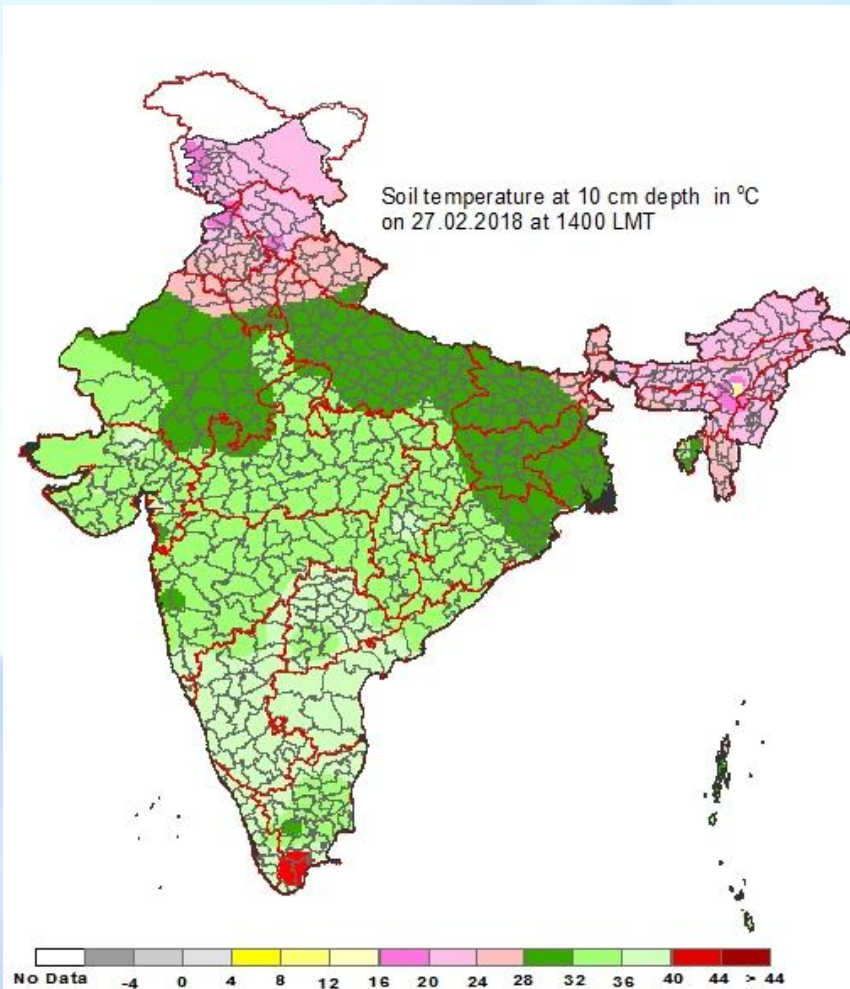 Soil temperature at 10 cm depth in °C
on 27.02.2018 at 1400 LMT
No Data -4 0 4 8 12 16 20 24 28 32 36 40 44 > 44